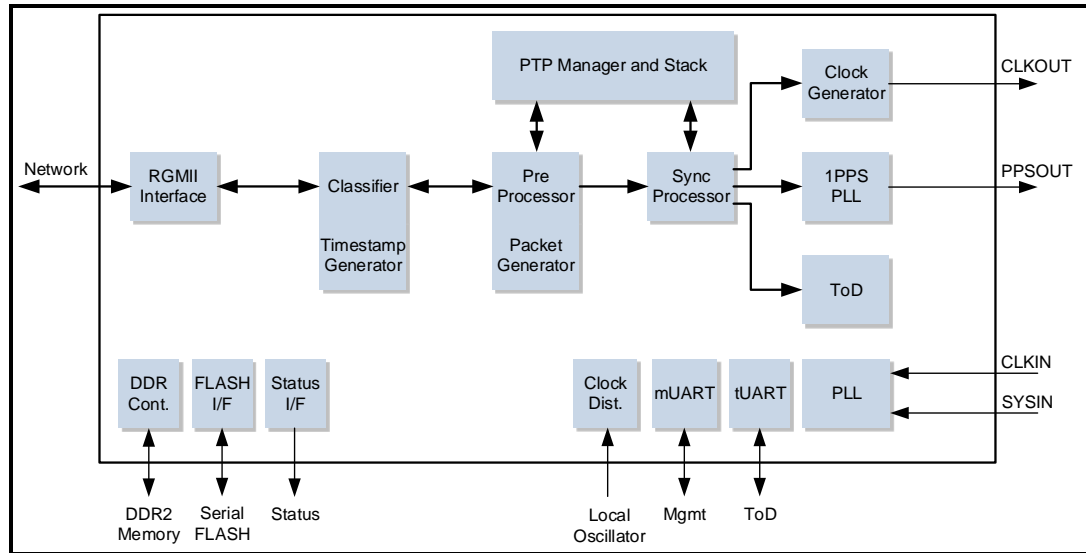 PTP Manager and Stack
Clock
Generator
CLKOUT
Network
RGMII
Interface
Classifier
Timestamp
Generator
Pre
Processor
Packet
Generator
Sync
Processor
1PPS
PLL
PPSOUT
ToD
DDR
Cont.
FLASH
I/F
Status
I/F
Clock
Dist.
mUART
tUART
PLL
CLKIN
SYSIN
DDR2
Memory
Serial
FLASH
Status
Local
Oscillator
Mgmt
ToD